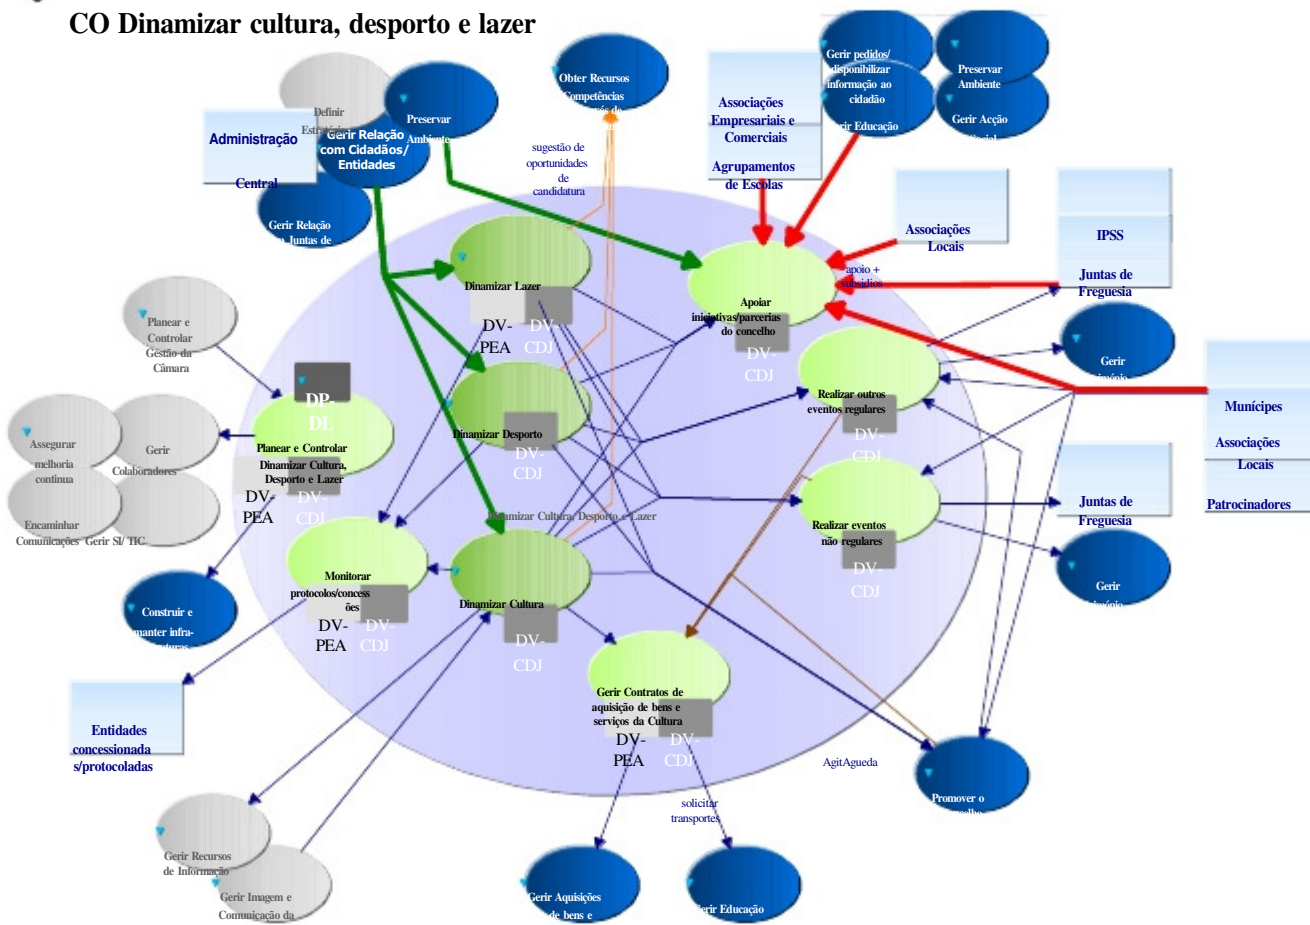 CO Dinamizar cultura, desporto e lazer
Definir
Gerir Relação
com Cidadãos/
Entidades
Preservar
Ambiente
Administração
Central
Gerir Relação
Juntas de
Obter Recursos
Competências
sugestão de
oportunidades
de
candidatura
Associações
Empresariais e
Comerciais
Agrupamentos
de Escolas
Gerir pedidos/
disponibilizar
informação ao
cidadão
Gerir Educação
Preservar
Ambiente
Gerir Acção
Associações
Locais
IPSS
Juntas de
Freguesia
apoio +
subsidios
Dinamizar Lazer
DV-
PEA
DV-
CDJ
Apoiar
iniciativas/parcerias
do concelho
DV-
CDJ
Gerir
Planear e
Controlar
Gestão da
Câmara
DP-
DL
Planear e Controlar
Dinamizar Cultura,
Desporto e Lazer
DV-
PEA
DV-
CDJ
Dinamizar Desporto
DV-
CDJ
Realizar outros
eventos regulares
DV-
CDJ
Munícipes
Associações
Locais
Patrocinadores
Assegurar
melhoria
continua
Gerir
Colaboradores
Encaminhar
Comunicações
Gerir SI/ TIC
Dinamizar Cultura, Desporto e Lazer
Realizar eventos
não regulares
DV-
CDJ
Juntas de
Freguesia
Gerir
Monitorar
protocolos/concess
ões
DV-
PEA
DV-
CDJ
Dinamizar Cultura
DV-
CDJ
Construir e
manter infra-
Gerir Contratos de
aquisição de bens e
serviços da Cultura
DV-
PEA
DV-
CDJ
Entidades
concessionada
s/protocoladas
AgitAgueda
Promover o
solicitar
transportes
Gerir Recursos
de Informação
Gerir Imagem e
Comunicação da
Gerir Aquisições
de bens e
Gerir Educação